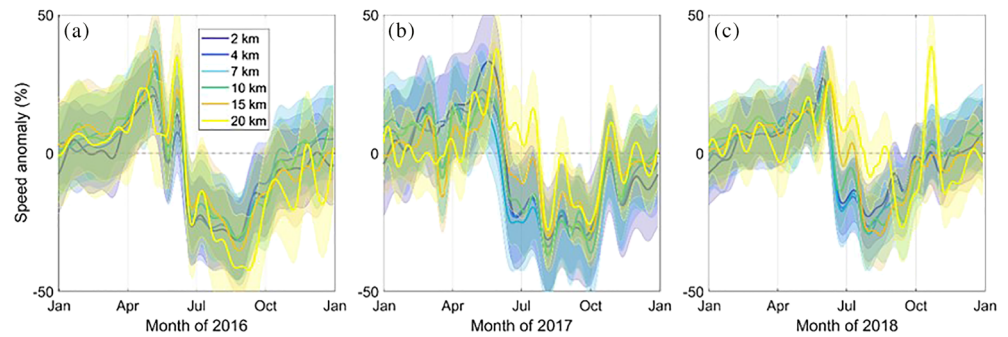 (a)
50
0
-50
Speed anomaly (%)
2 km
4 km
7 km
10 km
15 km
20 km
Jan Apr Jul Oct Jan
Month of 2016
(b)
50
0
-50
Jan Apr Jul Oct Jan
Month of 2017
(c)
50
0
-50
Jan Apr Jul Oct Jan
Month of 2018